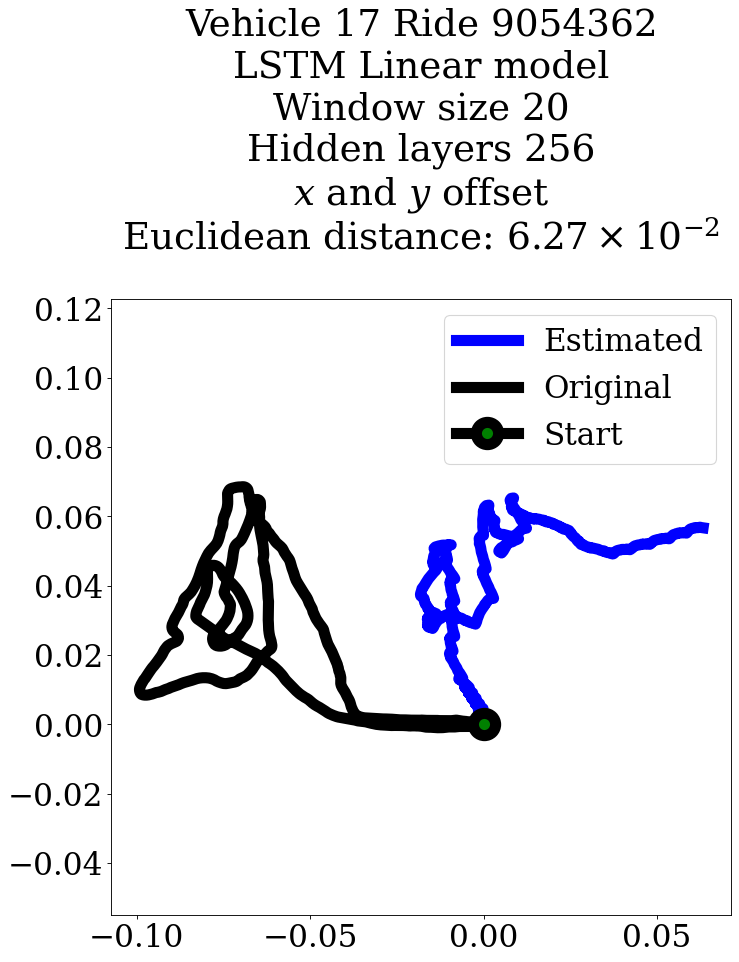 Vehicle 17 Ride 9054362
LSTM Linear model
Window size 20
Hidden layers 256
x and y offset
Euclidean distance: 6.27 × 10⁻²
Estimated
Original
Start
0.12
0.10
0.08
0.06
0.04
0.02
0.00
−0.02
−0.04
−0.10 −0.05 0.00 0.05